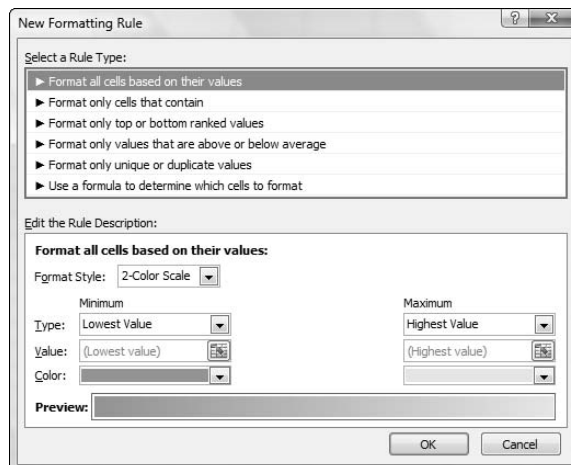 New Formatting Rule
Select a Rule Type:
► Format all cells based on their values
► Format only cells that contain
► Format only top or bottom ranked values
► Format only values that are above or below average
► Format only unique or duplicate values
► Use a formula to determine which cells to format
Edit the Rule Description:
Format all cells based on their values:
Format Style: 2-Color Scale
Minimum Maximum
Type: Lowest Value Highest Value
Value: (Lowest value) (Highest value)
Color:
Preview:
OK Cancel